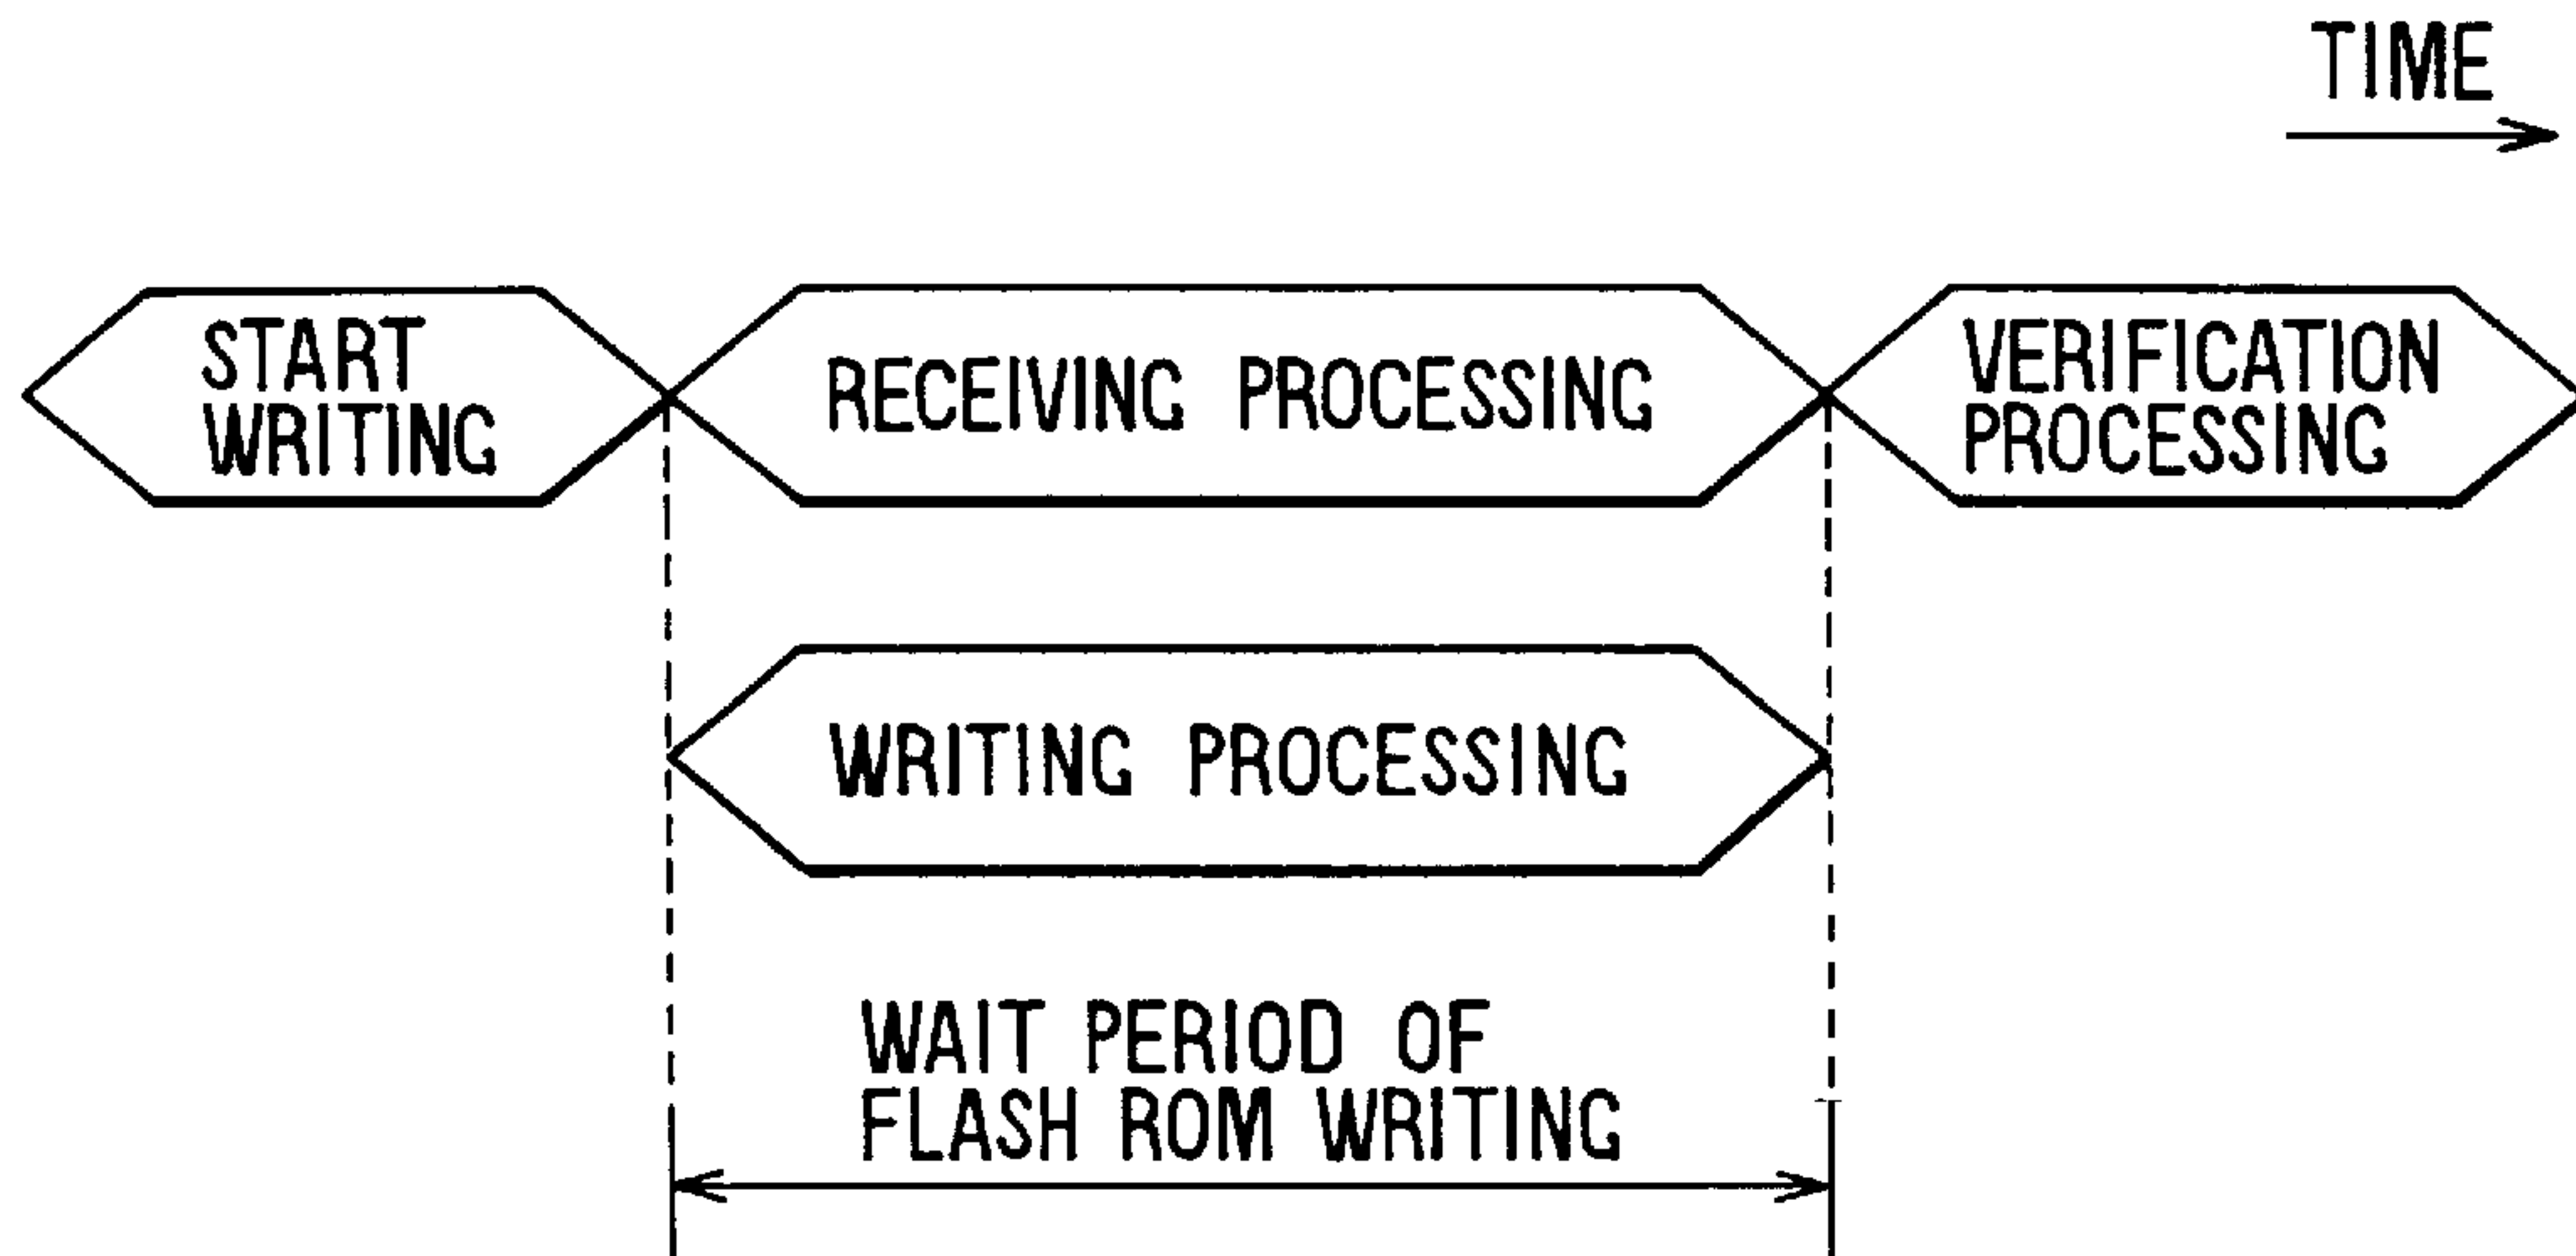 TIME
START
WRITING
RECEIVING PROCESSING
VERIFICATION
PROCESSING
WRITING PROCESSING
WAIT PERIOD OF
FLASH ROM WRITING